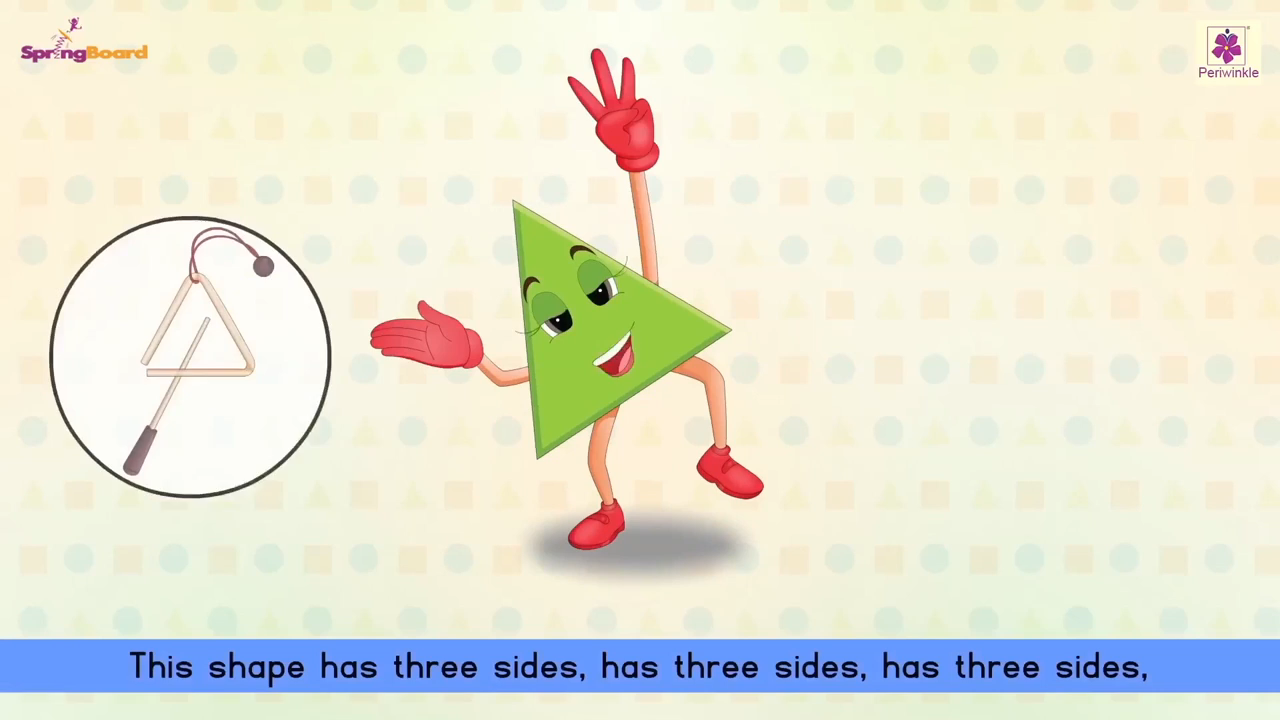 SpringBoard
Periwinkle
This shape has three sides, has three sides, has three sides,